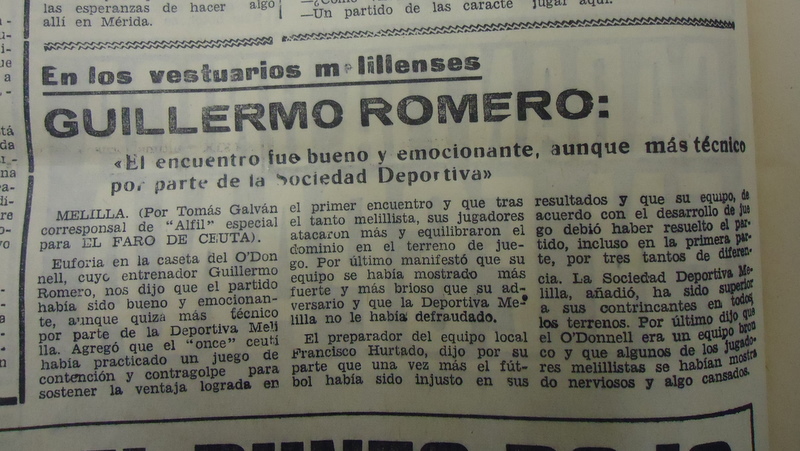 las esperanzas de hacer algo
allí en Mérida.
—Un partido de las caracte jugar aquí.
En los vestuarios melillenses
GUILLERMO ROMERO:
«El encuentro fue bueno y emocionante, aunque más técnico
por parte de la Sociedad Deportiva»
MELILLA. (Por Tomás Galván
corresponsal de "Alfil" especial
para EL FARO DE CEUTA).
Euforia en la caseta del O'Don
nell, cuyo entrenador Guillermo
Romero, nos dijo que el partido
había sido bueno y emocionan-
te, aunque quizá más técnico
por parte de la Deportiva Meli
lla. Agregó que el "once" ceutí
había practicado un juego de
contención y contragolpe para
sostener la ventaja lograda en
el primer encuentro y que tras
el tanto melillista, sus jugadores
atacaron más y equilibraron el
dominio en el terreno de jue-
go. Por último manifestó que su
equipo se había mostrado más
fuerte y más brioso que su ad-
versario y que la Deportiva Me-
lilla no le había defraudado.
El preparador del equipo local
Francisco Hurtado, dijo por su
parte que una vez más el fút-
bol había sido injusto en sus
resultados y que su equipo, de
acuerdo con el desarrollo de jue
go debió haber resuelto el par-
tido, incluso en la primera par-
te, por tres tantos de diferen-
cia. La Sociedad Deportiva Me-
lilla, añadió, ha sido superior
a sus contrincantes en todos
los terrenos. Por último dijo que
el O'Donnell era un equipo bron
co y que algunos de los jugado-
res melillistas se habían mostra
do nerviosos y algo cansados.